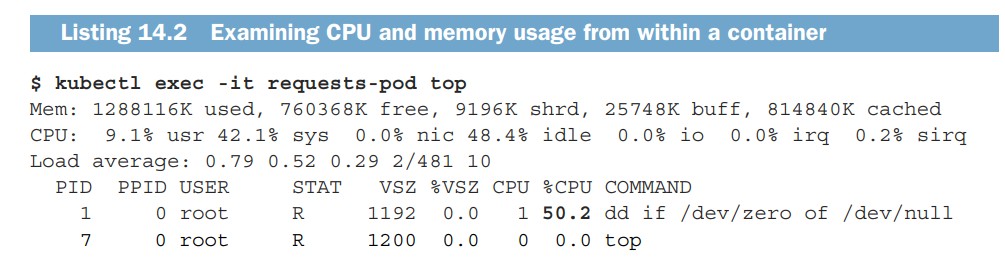 Listing 14.2 Examining CPU and memory usage from within a container
$ kubectl exec -it requests-pod top
Mem: 1288116K used, 760368K free, 9196K shrd, 25748K buff, 814840K cached
CPU:  9.1% usr 42.1% sys  0.0% nic 48.4% idle  0.0% io  0.0% irq  0.2% sirq
Load average: 0.79 0.52 0.29 2/481 10
  PID  PPID USER     STAT   VSZ %VSZ CPU %CPU COMMAND
    1     0 root     R     1192  0.0   1 50.2 dd if /dev/zero of /dev/null
    7     0 root     R     1200  0.0   0  0.0 top